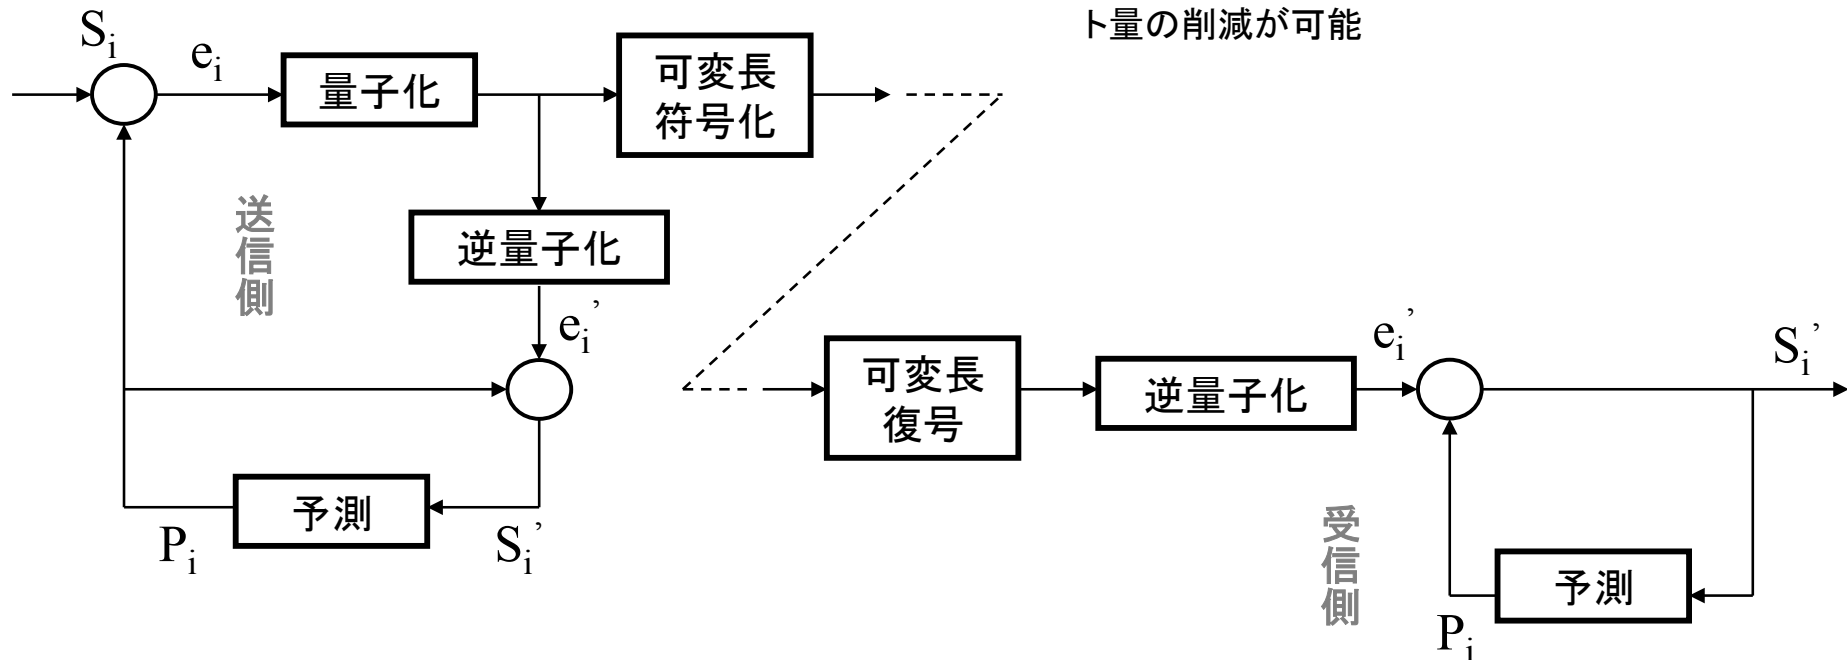 ト量の削減が可能
Si
ei
量子化
可変長
符号化
送信側
逆量子化
ei’
予測
Pi
Si’
可変長
復号
逆量子化
ei’
Si’
受信側
予測
Pi